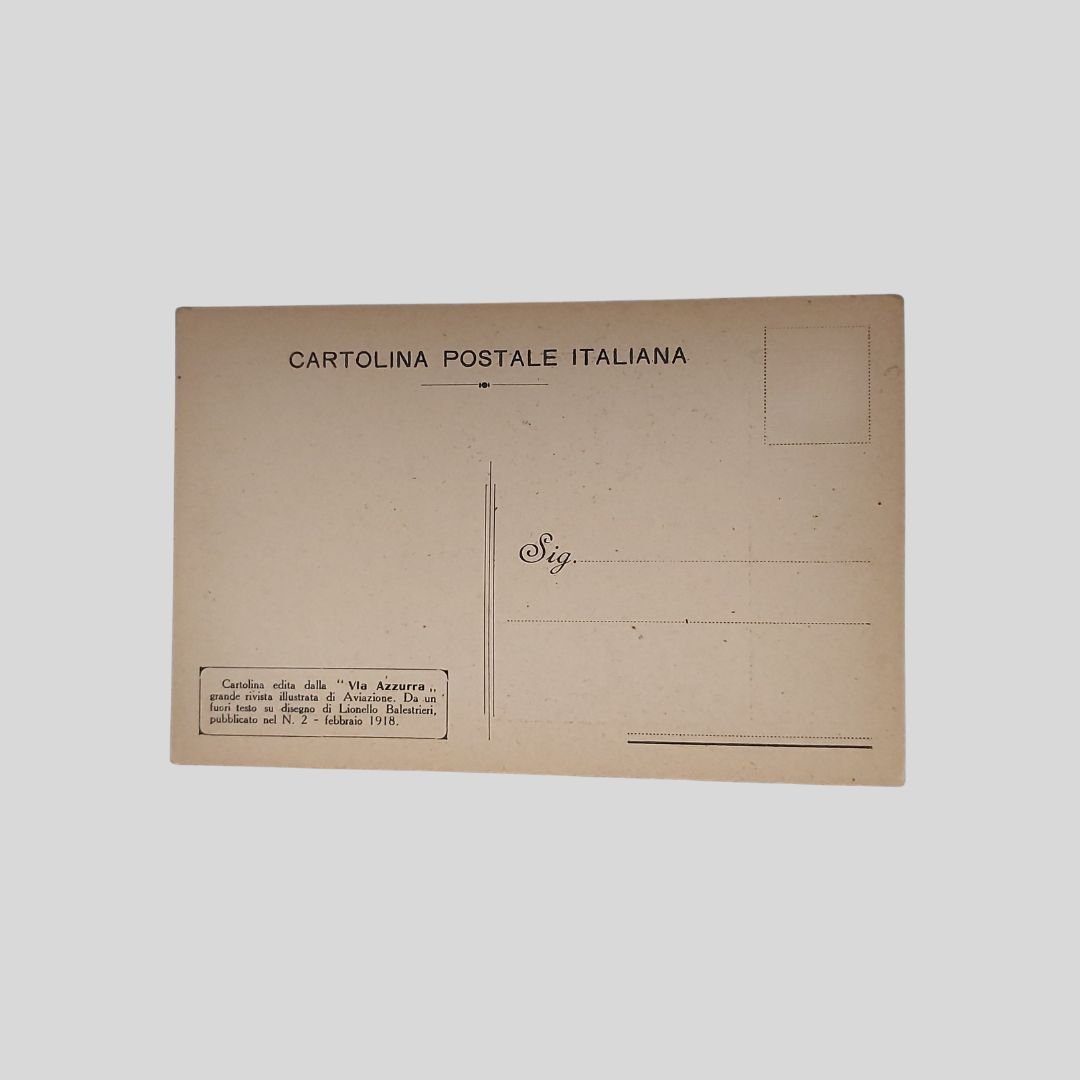 CARTOLINA POSTALE ITALIANA
Sig.
Cartolina edita dalla “Via Azzurra„
grande rivista illustrata di Aviazione. Da un
fuori testo su disegno di Lionello Balestrieri,
pubblicato nel N. 2 - febbraio 1918.